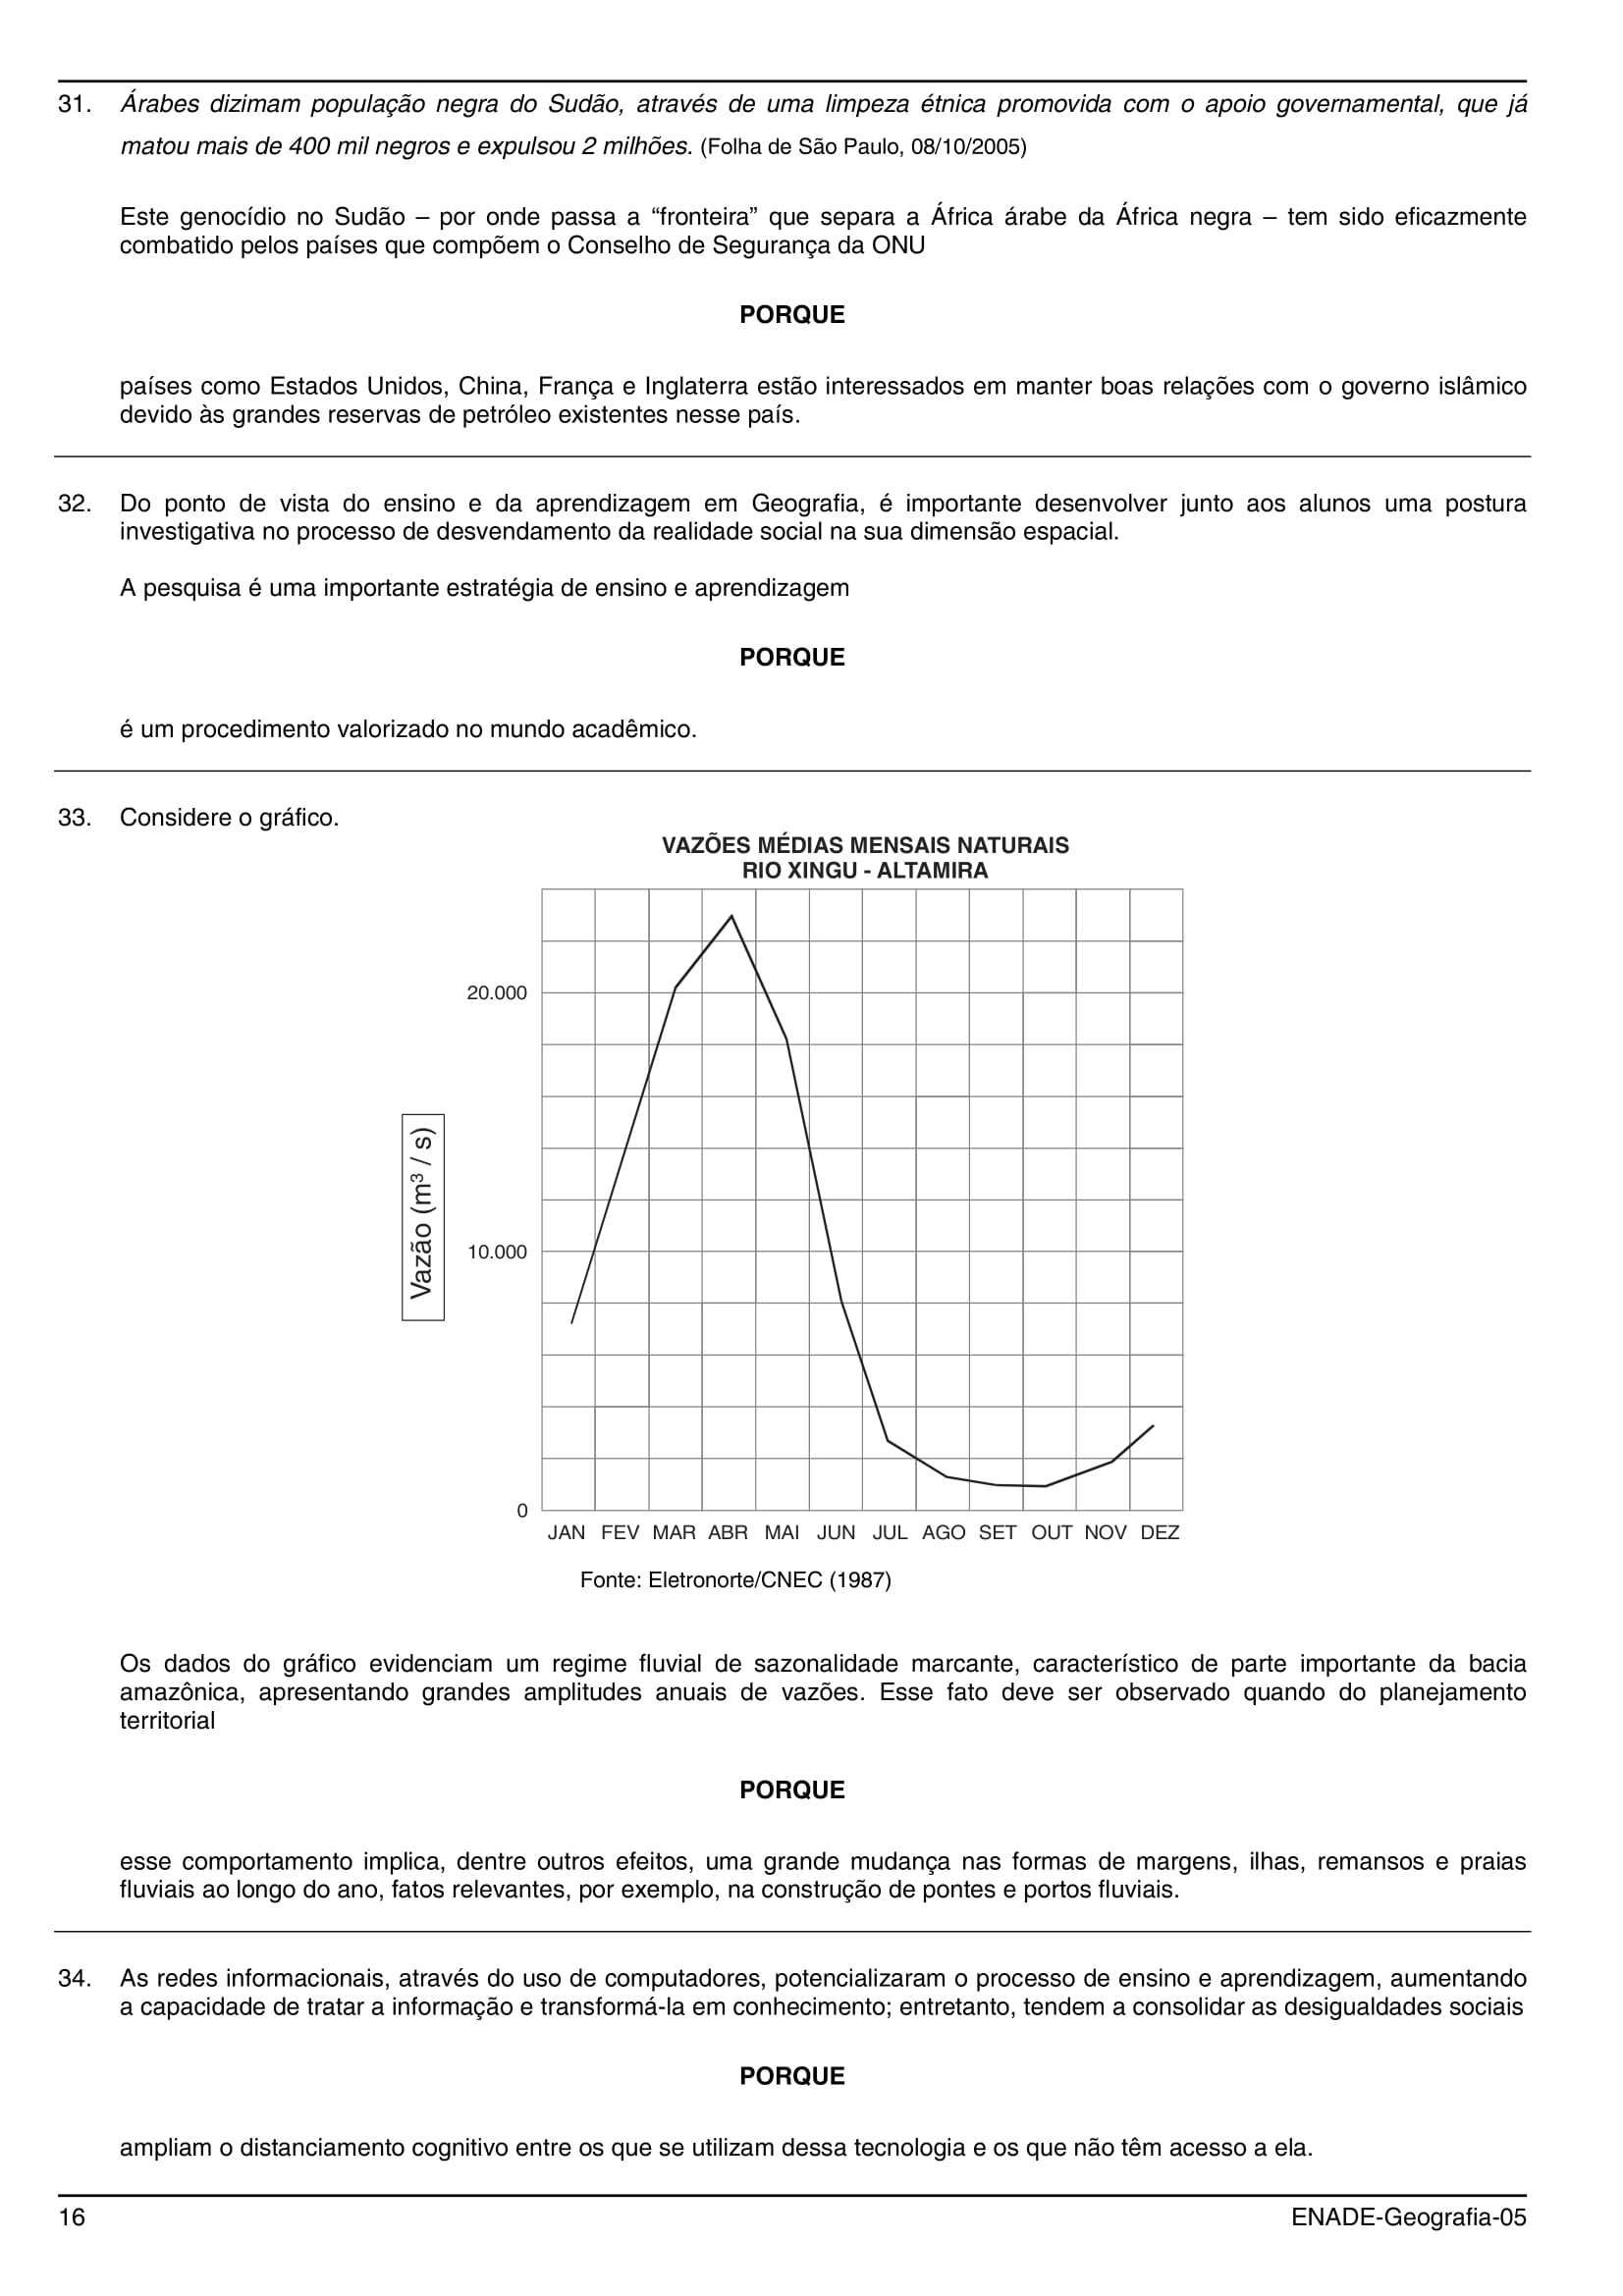 31. Árabes dizimam população negra do Sudão, através de uma limpeza étnica promovida com o apoio governamental, que já
matou mais de 400 mil negros e expulsou 2 milhões. (Folha de São Paulo, 08/10/2005)
Este genocídio no Sudão – por onde passa a “fronteira” que separa a África árabe da África negra – tem sido eficazmente
combatido pelos países que compõem o Conselho de Segurança da ONU
PORQUE
países como Estados Unidos, China, França e Inglaterra estão interessados em manter boas relações com o governo islâmico
devido às grandes reservas de petróleo existentes nesse país.
32. Do ponto de vista do ensino e da aprendizagem em Geografia, é importante desenvolver junto aos alunos uma postura
investigativa no processo de desvendamento da realidade social na sua dimensão espacial.
A pesquisa é uma importante estratégia de ensino e aprendizagem
PORQUE
é um procedimento valorizado no mundo acadêmico.
33. Considere o gráfico.
VAZÕES MÉDIAS MENSAIS NATURAIS
RIO XINGU - ALTAMIRA
20.000
Vazão (m³ / s)
10.000
0
JAN FEV MAR ABR MAI JUN JUL AGO SET OUT NOV DEZ
Fonte: Eletronorte/CNEC (1987)
Os dados do gráfico evidenciam um regime fluvial de sazonalidade marcante, característico de parte importante da bacia
amazônica, apresentando grandes amplitudes anuais de vazões. Esse fato deve ser observado quando do planejamento
territorial
PORQUE
esse comportamento implica, dentre outros efeitos, uma grande mudança nas formas de margens, ilhas, remansos e praias
fluviais ao longo do ano, fatos relevantes, por exemplo, na construção de pontes e portos fluviais.
34. As redes informacionais, através do uso de computadores, potencializaram o processo de ensino e aprendizagem, aumentando
a capacidade de tratar a informação e transformá-la em conhecimento; entretanto, tendem a consolidar as desigualdades sociais
PORQUE
ampliam o distanciamento cognitivo entre os que se utilizam dessa tecnologia e os que não têm acesso a ela.
16 ENADE-Geografia-05